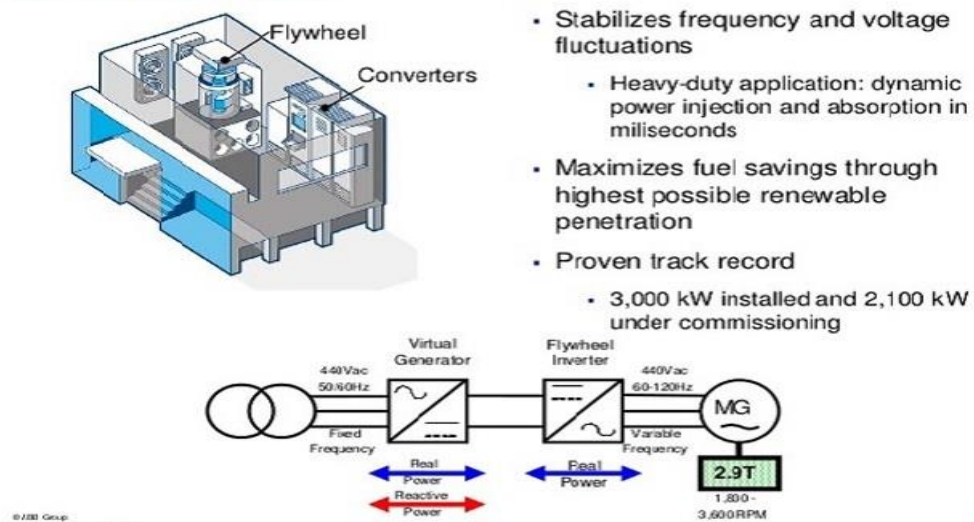 Flywheel
Converters
▪ Stabilizes frequency and voltage
fluctuations
▪ Heavy-duty application: dynamic
power injection and absorption in
miliseconds
▪ Maximizes fuel savings through
highest possible renewable
penetration
▪ Proven track record
▪ 3,000 kW installed and 2,100 kW
under commissioning
Virtual
Generator
Flywheel
Inverter
440Vac
50/60Hz
440Vac
60-120Hz
MG
Fixed
Frequency
Variable
Frequency
Real
Power
Real
Power
2.9T
Reactive
Power
1,800 -
3,600 RPM
© ABB Group